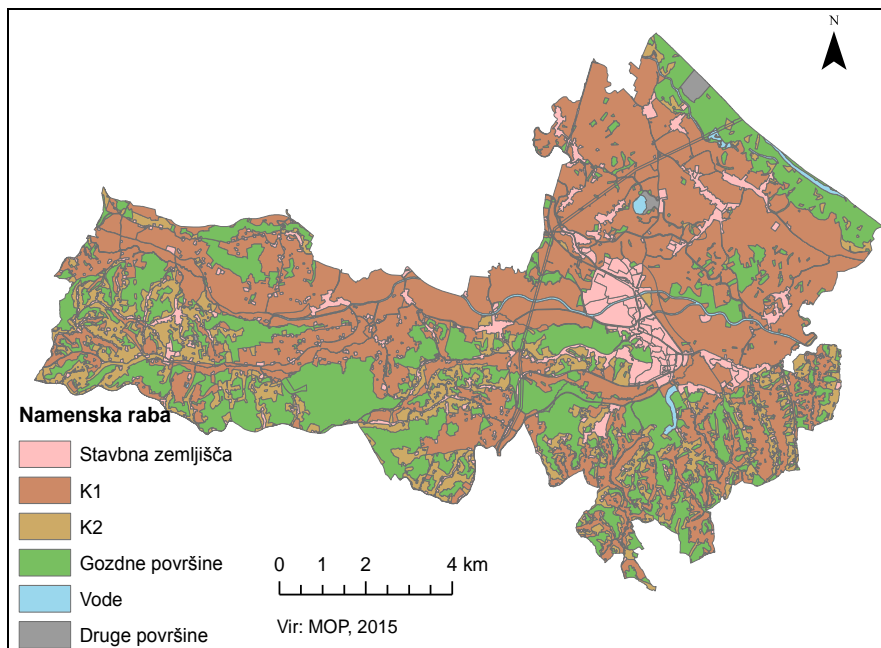 N
Namenska raba
Stavbna zemljišča
K1
K2
Gozdne površine
Vode
Druge površine
0 1 2 4 km
Vir: MOP, 2015